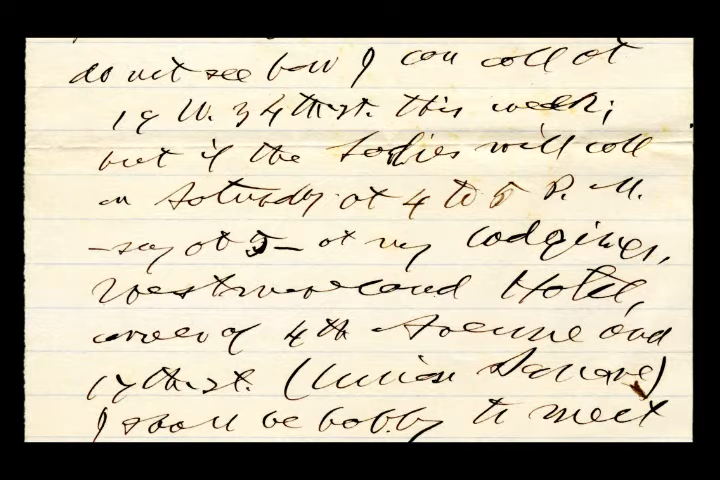 do not see how I can call at
19 W. 34th st. this week;
but if the ladies will call
on Saturday at 4 to 5 P. M.
— say at 5 — at my lodgings,
Westmoreland Hotel,
corner of 4th Avenue and
17th st. (Union Square)
I shall be happy to meet